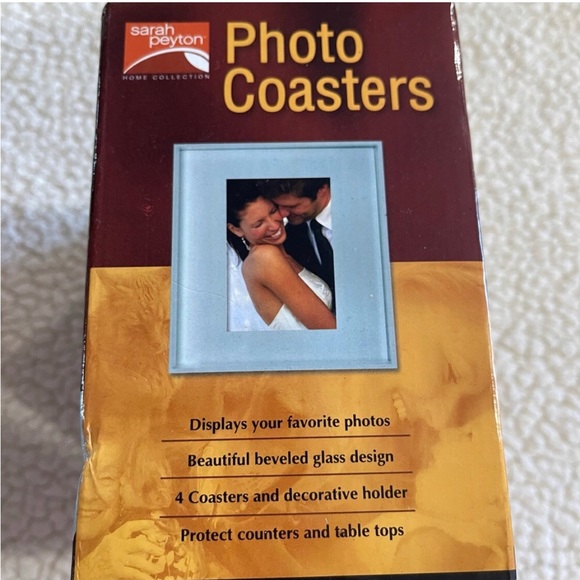 sarah
peyton
HOME COLLECTION
Photo
Coasters
Displays your favorite photos
Beautiful beveled glass design
4 Coasters and decorative holder
Protect counters and table tops